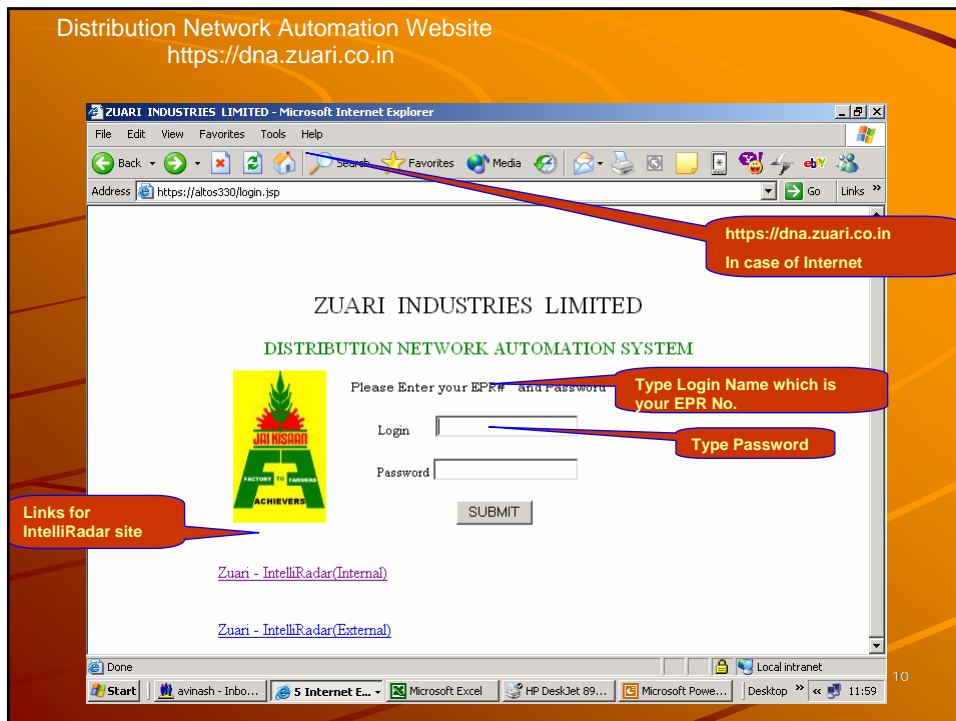 Distribution Network Automation Website
https://dna.zuari.co.in
ZUARI INDUSTRIES LIMITED - Microsoft Internet Explorer
File Edit View Favorites Tools Help
Back Search Favorites Media
Address https://altos330/login.jsp Go Links »
https://dna.zuari.co.in
In case of Internet
ZUARI INDUSTRIES LIMITED
DISTRIBUTION NETWORK AUTOMATION SYSTEM
Please Enter your EPR# and Password
Type Login Name which is
your EPR No.
JAI KISAAN
FACTORY TO FARMERS
ACHIEVERS
Login
Type Password
Password
SUBMIT
Links for
IntelliRadar site
Zuari - IntelliRadar(Internal)
Zuari - IntelliRadar(External)
Done Local intranet
10
Start avinash - Inbo... 5 Internet E... Microsoft Excel HP DeskJet 89... Microsoft Powe... Desktop » « 11:59